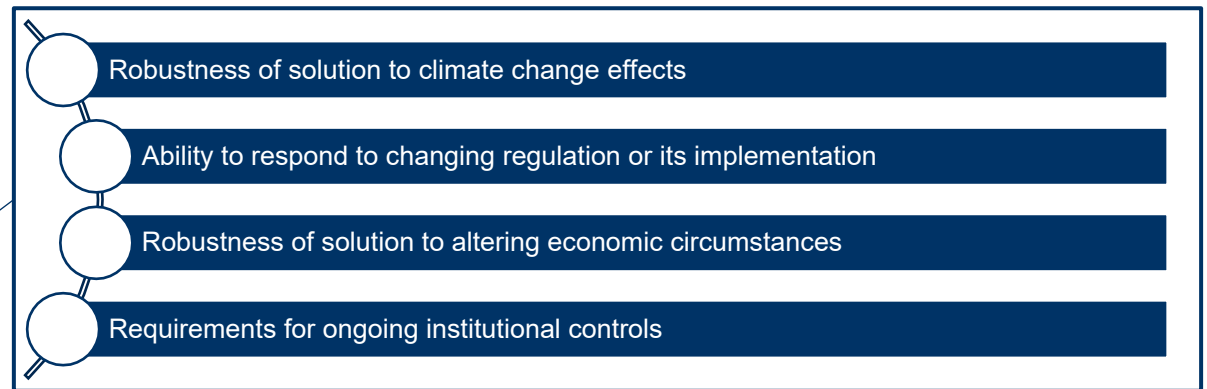 Robustness of solution to climate change effects
Ability to respond to changing regulation or its implementation
Robustness of solution to altering economic circumstances
Requirements for ongoing institutional controls